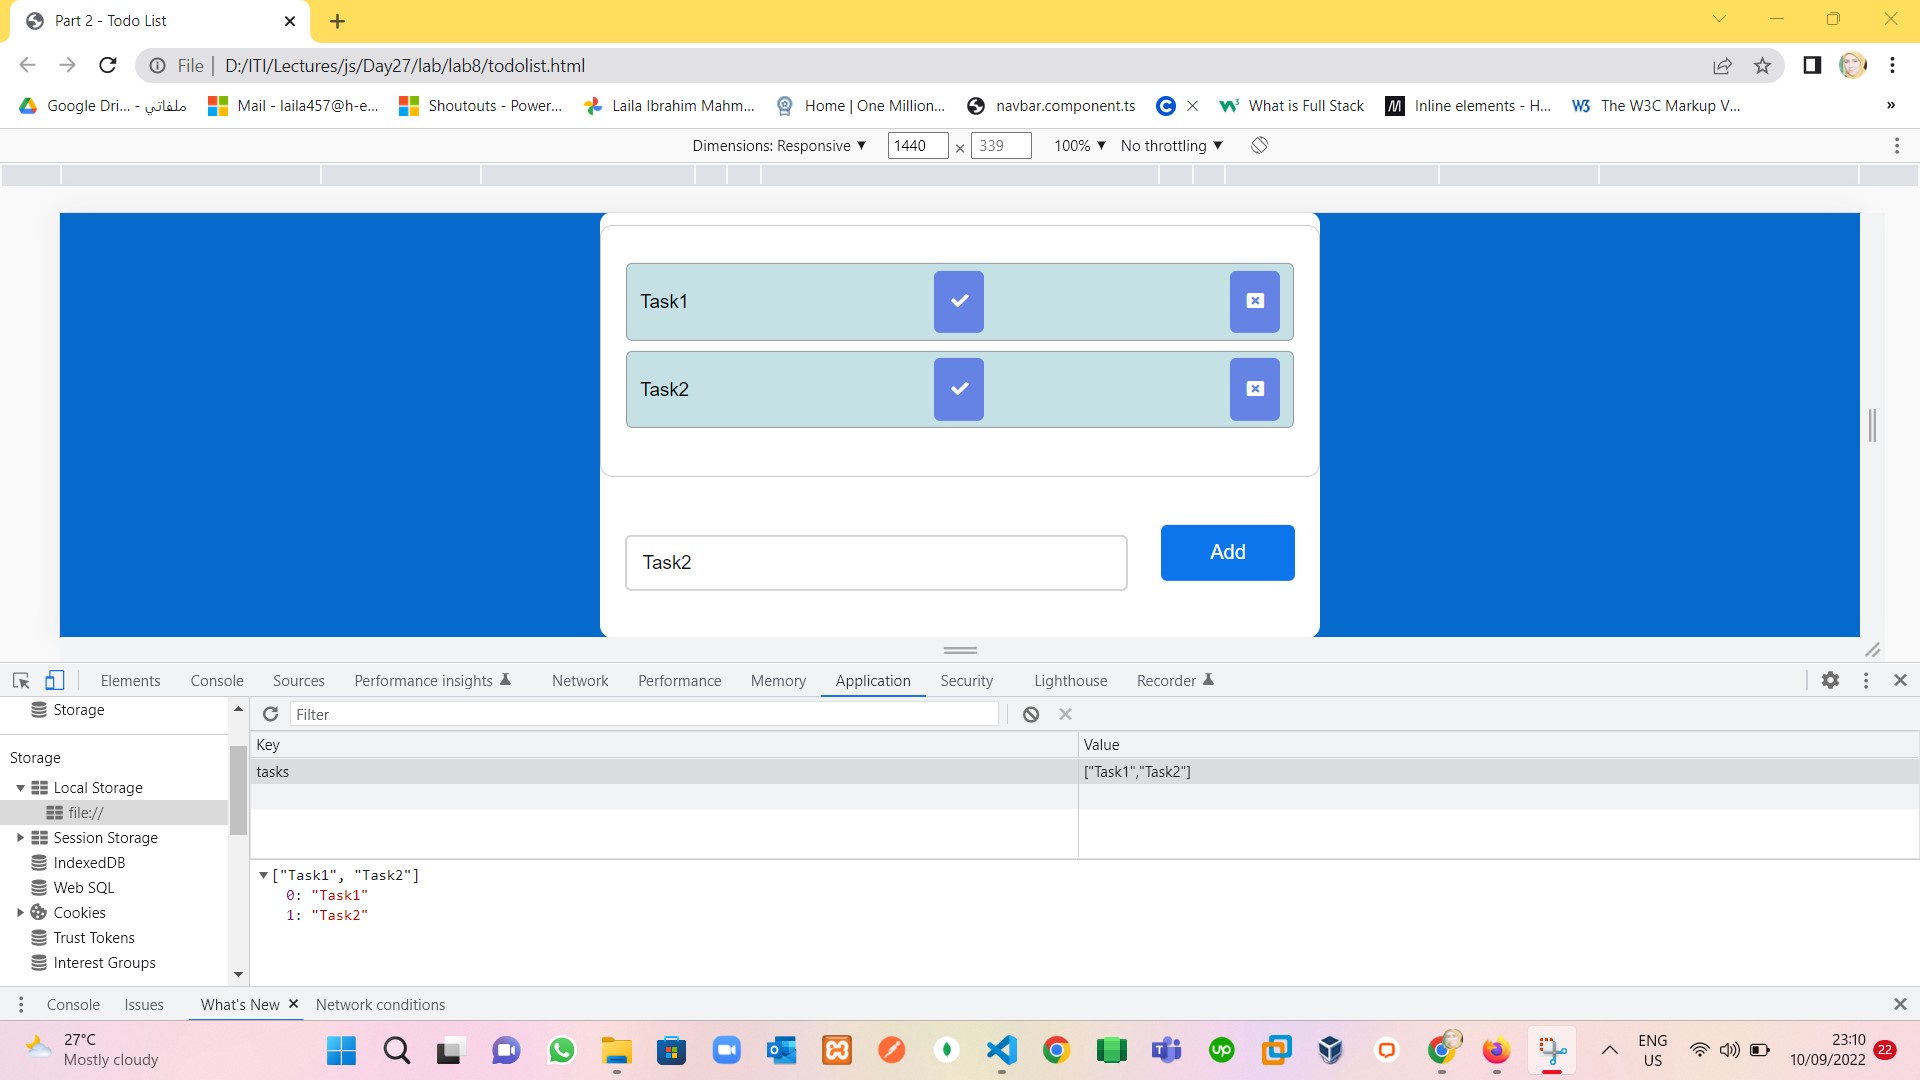 Part 2 - Todo List
File | D:/ITI/Lectures/js/Day27/lab/lab8/todolist.html
Google Dri... - ملفاتي
Mail - laila457@h-e...
Shoutouts - Power...
Laila Ibrahim Mahm...
Home | One Million...
navbar.component.ts
What is Full Stack
Inline elements - H...
The W3C Markup V...
»
Dimensions: Responsive ▼ 1440 × 339 100% ▼ No throttling ▼
Task1
Task2
Task2
Add
Elements Console Sources Performance insights Network Performance Memory Application Security Lighthouse Recorder
Storage
Filter
Key Value
tasks ["Task1","Task2"]
Storage
Local Storage
file://
Session Storage
IndexedDB
Web SQL
Cookies
Trust Tokens
Interest Groups
▼ ["Task1", "Task2"]
0: "Task1"
1: "Task2"
Console Issues What's New Network conditions
27°C
Mostly cloudy
ENG
US
23:10
10/09/2022
22